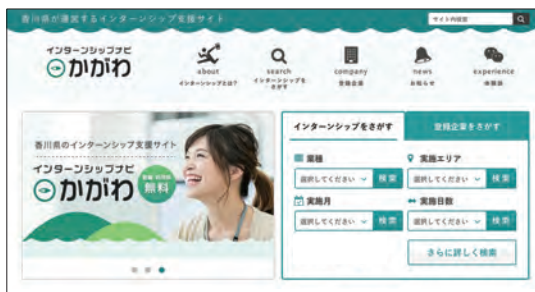 香川県が運営するインターンシップ支援サイト
サイト内検索
インターンシップナビ
かがわ
about
インターンシップとは?
search
インターンシップを
さがす
company
登録企業
news
お知らせ
experience
体験談
香川県のインターンシップ支援サイト
インターンシップナビ
かがわ
無料
インターンシップをさがす
登録企業をさがす
業種
選択してください
検索
実施エリア
選択してください
検索
実施月
選択してください
検索
実施日数
選択してください
検索
さらに詳しく検索